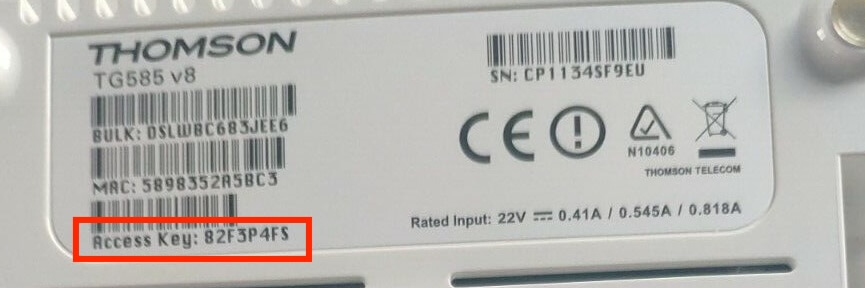 THOMSON
TG585 v8
BULK: DSLWBC683JEE6
MAC: 5898352A5BC3
Access Key: 82F3P4FS
SN: CP1134SF9EU
N10406
THOMSON TELECOM
Rated Input: 22V ⎓ 0.41A / 0.545A / 0.818A